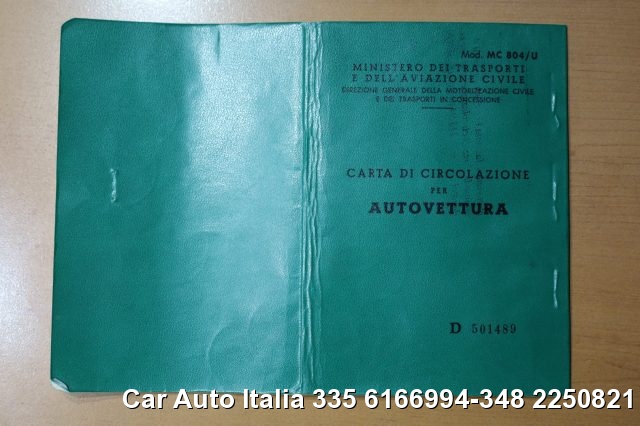 Mod. MC 804/U
MINISTERO DEI TRASPORTI
E DELL'AVIAZIONE CIVILE
DIREZIONE GENERALE DELLA MOTORIZZAZIONE CIVILE
E DEI TRASPORTI IN CONCESSIONE
CARTA DI CIRCOLAZIONE
PER
AUTOVETTURA
D 501489
Car Auto Italia 335 6166994-348 2250821